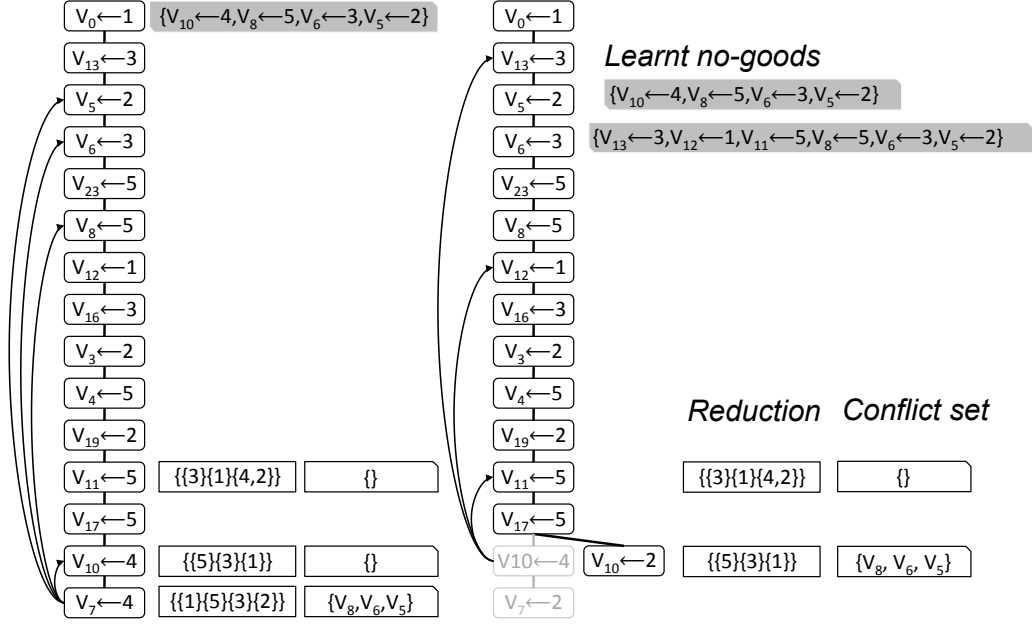 V₀←1 {V₁₀←4,V₈←5,V₆←3,V₅←2}
V₁₃←3
V₅←2
V₆←3
V₂₃←5
V₈←5
V₁₂←1
V₁₆←3
V₃←2
V₄←5
V₁₉←2
V₁₁←5 {{3}{1}{4,2}} {}
V₁₇←5
V₁₀←4 {{5}{3}{1}} {}
V₇←4 {{1}{5}{3}{2}} {V₈,V₆,V₅}
V₀←1
V₁₃←3
V₅←2
V₆←3
V₂₃←5
V₈←5
V₁₂←1
V₁₆←3
V₃←2
V₄←5
V₁₉←2
V₁₁←5
V₁₇←5
V10←4 V₁₀←2
V₇←2
Learnt no-goods
{V₁₀←4,V₈←5,V₆←3,V₅←2}
{V₁₃←3,V₁₂←1,V₁₁←5,V₈←5,V₆←3,V₅←2}
Reduction Conflict set
{{3}{1}{4,2}} {}
{{5}{3}{1}} {V₈, V₆, V₅}